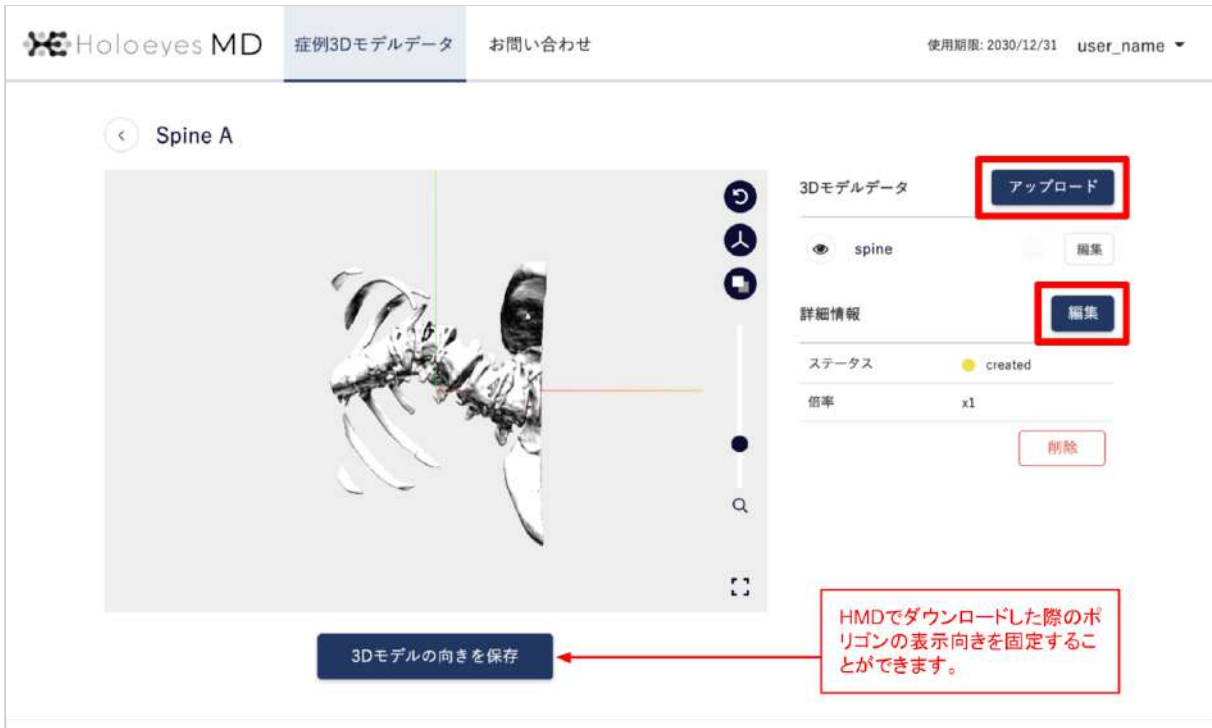 Holoeyes MD
症例3Dモデルデータ
お問い合わせ
使用期限: 2030/12/31
user_name
Spine A
3Dモデルデータ
アップロード
spine
編集
詳細情報
編集
ステータス
created
倍率
x1
削除
3Dモデルの向きを保存
HMDでダウンロードした際のポ
リゴンの表示向きを固定するこ
とができます。